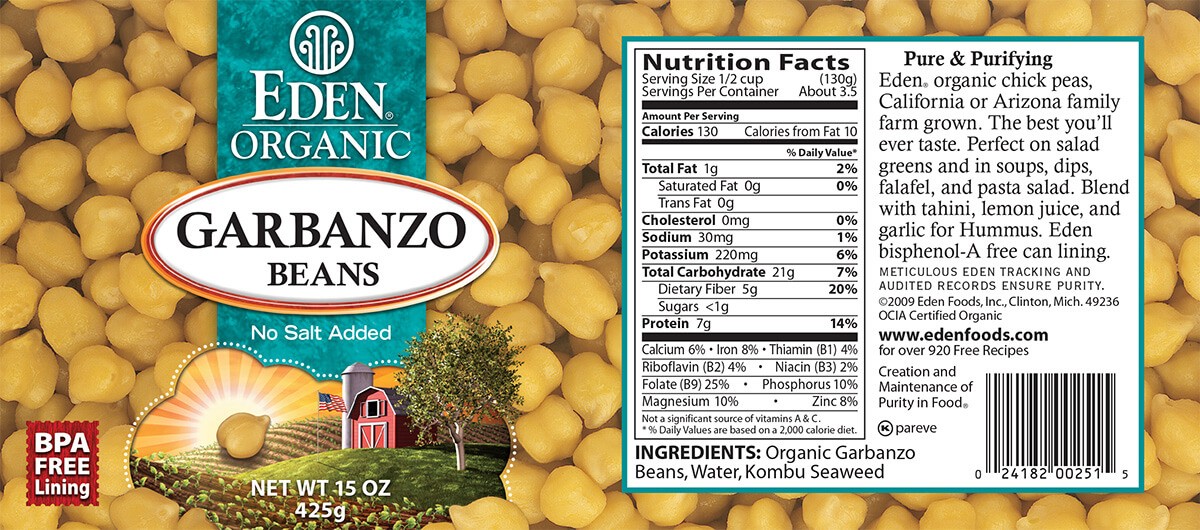 EDEN®
ORGANIC
GARBANZO
BEANS
No Salt Added
BPA
FREE
Lining
NET WT 15 OZ
425g
Nutrition Facts
Serving Size 1/2 cup (130g)
Servings Per Container About 3.5
Amount Per Serving
Calories 130 Calories from Fat 10
% Daily Value*
Total Fat 1g 2%
Saturated Fat 0g 0%
Trans Fat 0g
Cholesterol 0mg 0%
Sodium 30mg 1%
Potassium 220mg 6%
Total Carbohydrate 21g 7%
Dietary Fiber 5g 20%
Sugars <1g
Protein 7g 14%
Calcium 6% • Iron 8% • Thiamin (B1) 4%
Riboflavin (B2) 4% • Niacin (B3) 2%
Folate (B9) 25% • Phosphorus 10%
Magnesium 10% • Zinc 8%
Not a significant source of vitamins A & C.
* % Daily Values are based on a 2,000 calorie diet.
INGREDIENTS: Organic Garbanzo
Beans, Water, Kombu Seaweed
Pure & Purifying
Eden® organic chick peas,
California or Arizona family
farm grown. The best you'll
ever taste. Perfect on salad
greens and in soups, dips,
falafel, and pasta salad. Blend
with tahini, lemon juice, and
garlic for Hummus. Eden
bisphenol-A free can lining.
METICULOUS EDEN TRACKING AND
AUDITED RECORDS ENSURE PURITY.
©2009 Eden Foods, Inc., Clinton, Mich. 49236
OCIA Certified Organic
www.edenfoods.com
for over 920 Free Recipes
Creation and
Maintenance of
Purity in Food®
K pareve
0 24182 00251 5